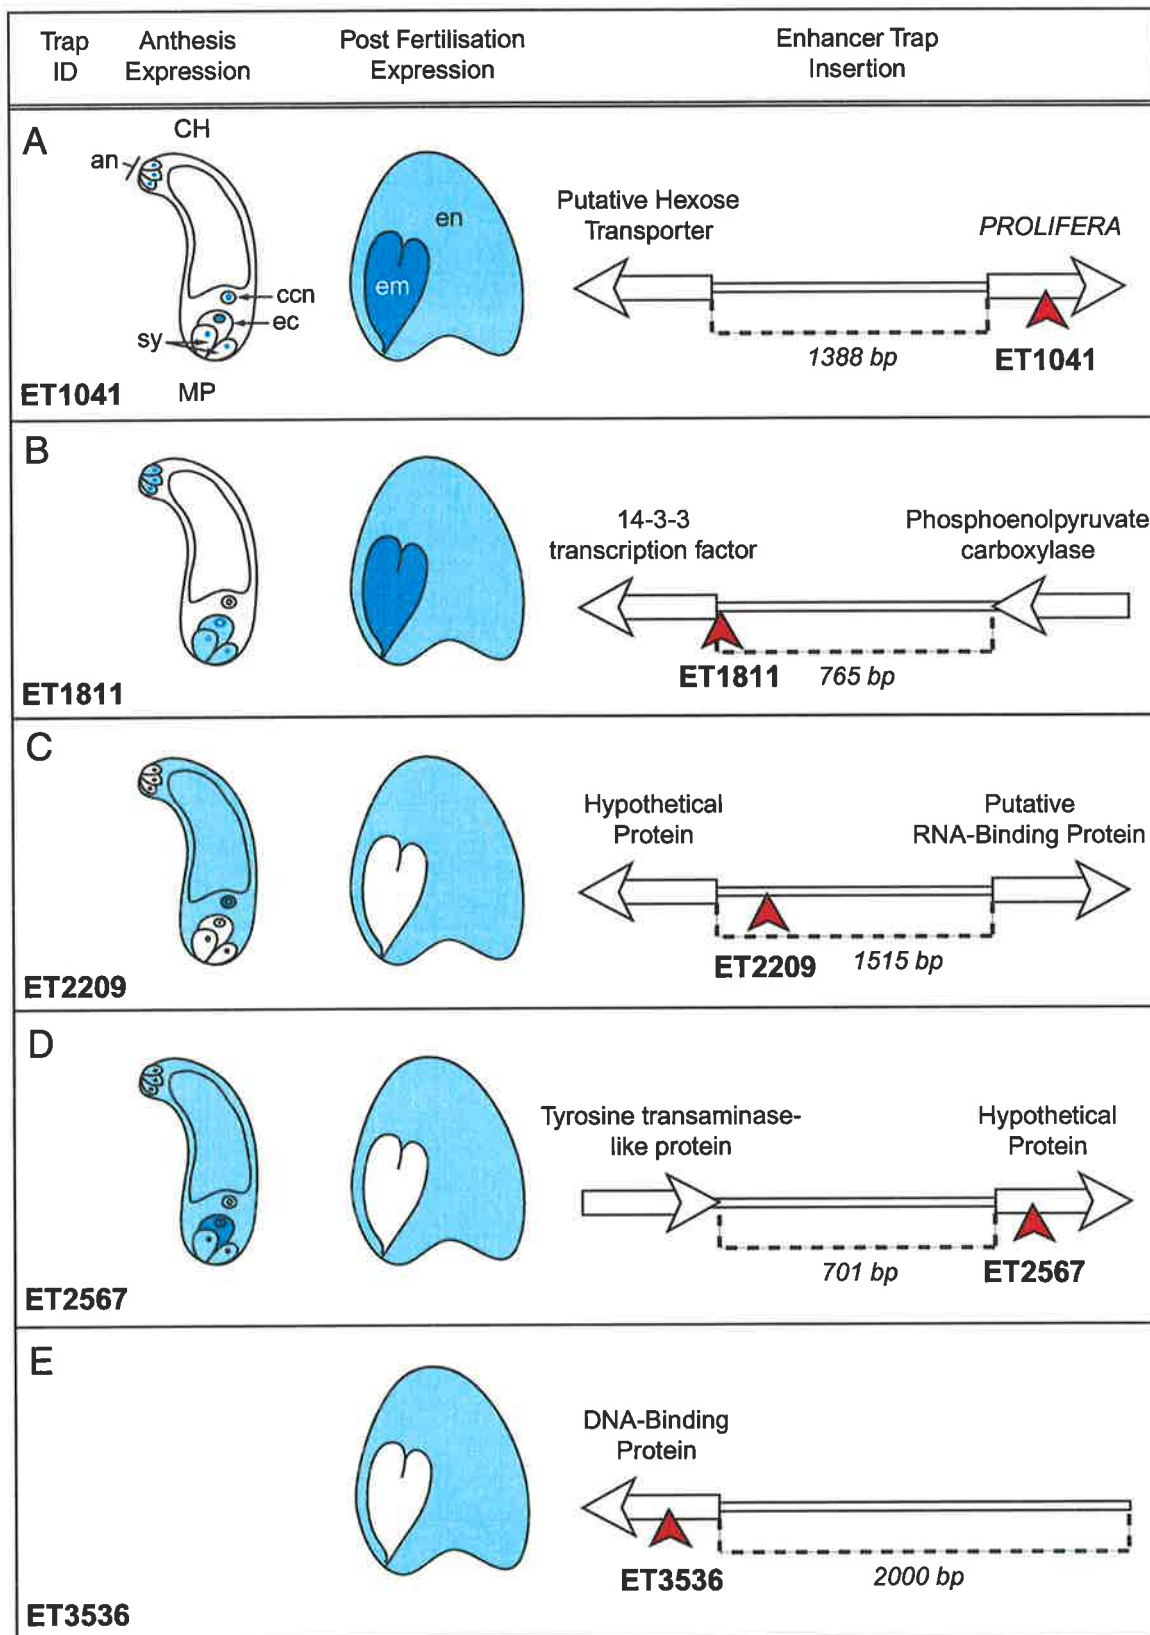 Trap ID
Anthesis Expression
Post Fertilisation Expression
Enhancer Trap Insertion
A
CH
an
ccn
ec
sy
MP
ET1041
en
em
Putative Hexose
Transporter
PROLIFERA
1388 bp
ET1041
B
ET1811
14-3-3
transcription factor
Phosphoenolpyruvate
carboxylase
ET1811
765 bp
C
ET2209
Hypothetical
Protein
Putative
RNA-Binding Protein
ET2209
1515 bp
D
ET2567
Tyrosine transaminase-
like protein
Hypothetical
Protein
701 bp
ET2567
E
ET3536
DNA-Binding
Protein
ET3536
2000 bp